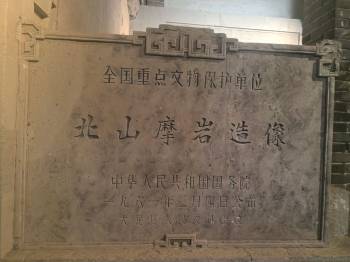 全国重点文物保护单位
北山摩岩造像
中华人民共和国国务院
一九六一年三月四日公布